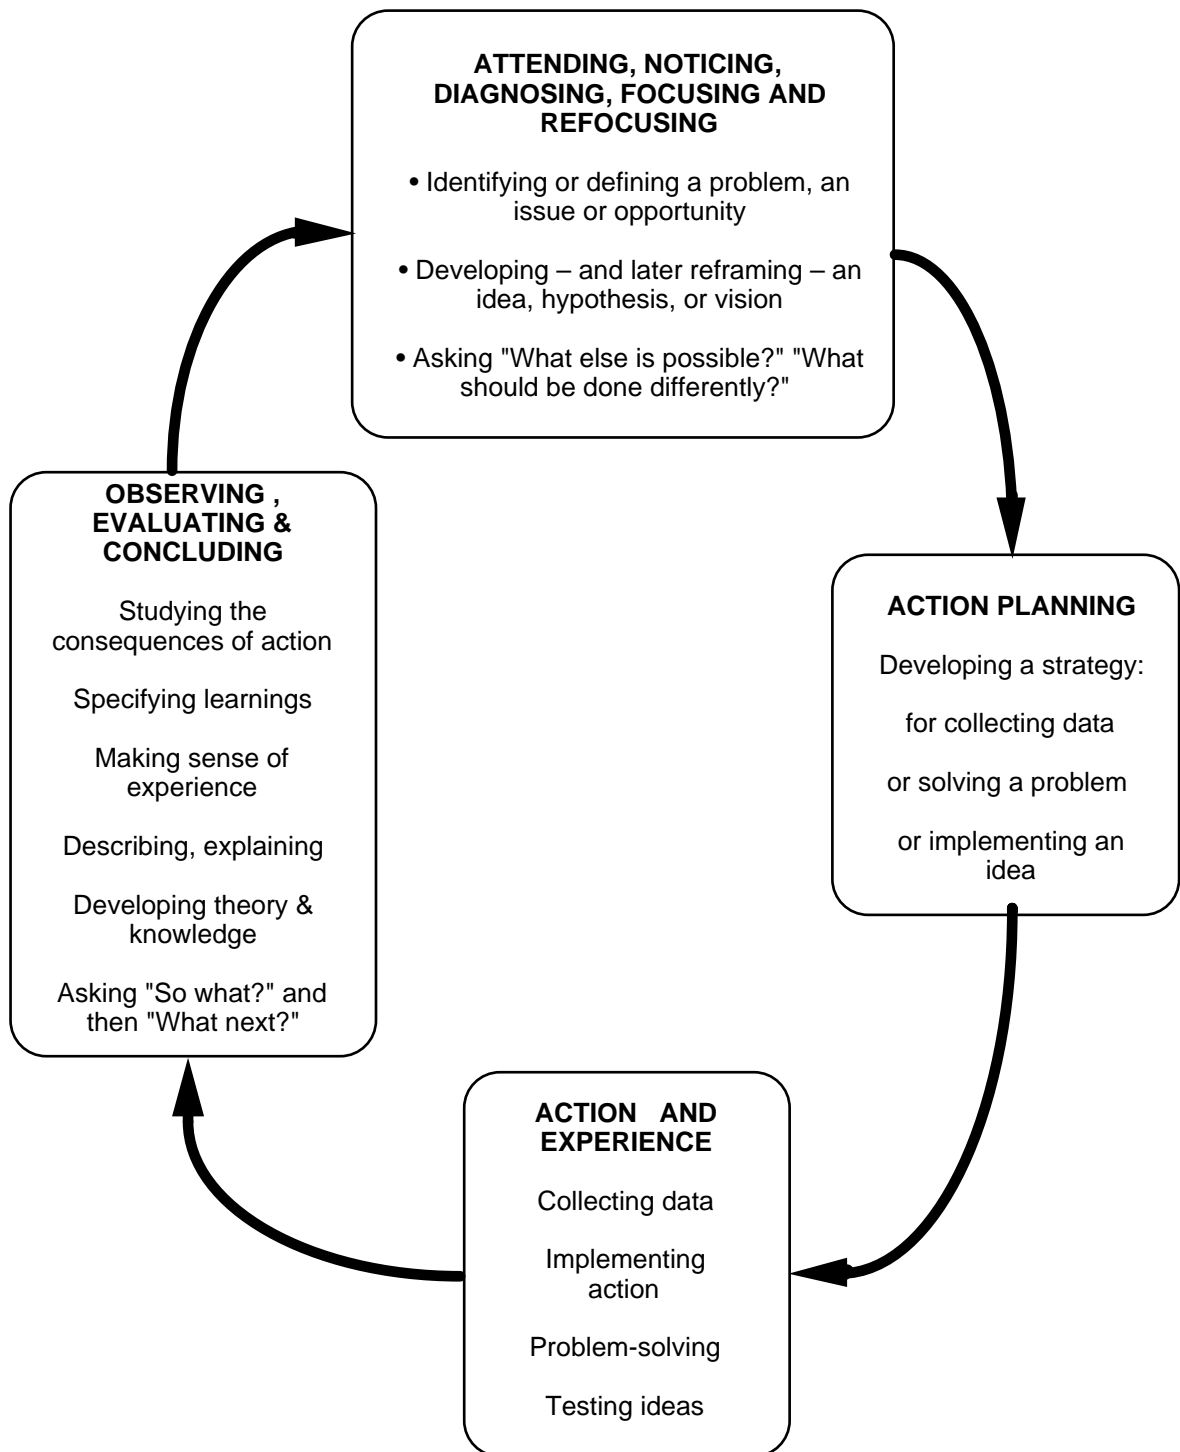 ATTENDING, NOTICING,
DIAGNOSING, FOCUSING AND
REFOCUSING
• Identifying or defining a problem, an
issue or opportunity
• Developing – and later reframing – an
idea, hypothesis, or vision
• Asking "What else is possible?" "What
should be done differently?"
ACTION PLANNING
Developing a strategy:
for collecting data
or solving a problem
or implementing an
idea
ACTION AND
EXPERIENCE
Collecting data
Implementing
action
Problem-solving
Testing ideas
OBSERVING ,
EVALUATING &
CONCLUDING
Studying the
consequences of action
Specifying learnings
Making sense of
experience
Describing, explaining
Developing theory &
knowledge
Asking "So what?" and
then "What next?"